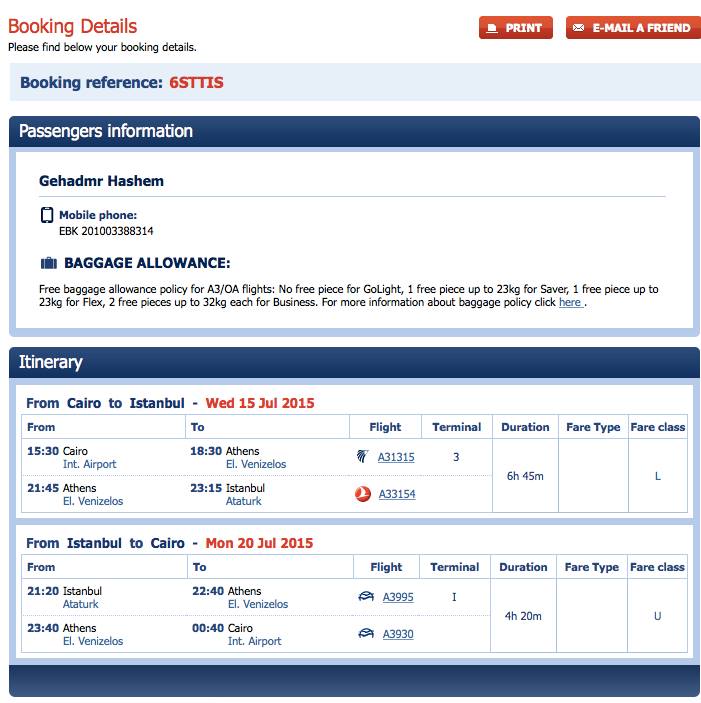 Booking Details
PRINT
E-MAIL A FRIEND
Please find below your booking details.
Booking reference: 6STTIS
Passengers information
Gehadmr Hashem
Mobile phone:
EBK 201003388314
BAGGAGE ALLOWANCE:
Free baggage allowance policy for A3/OA flights: No free piece for GoLight, 1 free piece up to 23kg for Saver, 1 free piece up to
23kg for Flex, 2 free pieces up to 32kg each for Business. For more information about baggage policy click here .
Itinerary
From Cairo to Istanbul - Wed 15 Jul 2015
From To Flight Terminal Duration Fare Type Fare class
15:30 Cairo 18:30 Athens A31315 3
Int. Airport El. Venizelos
6h 45m L
21:45 Athens 23:15 Istanbul A33154
El. Venizelos Ataturk
From Istanbul to Cairo - Mon 20 Jul 2015
From To Flight Terminal Duration Fare Type Fare class
21:20 Istanbul 22:40 Athens A3995 I
Ataturk El. Venizelos
4h 20m U
23:40 Athens 00:40 Cairo A3930
El. Venizelos Int. Airport